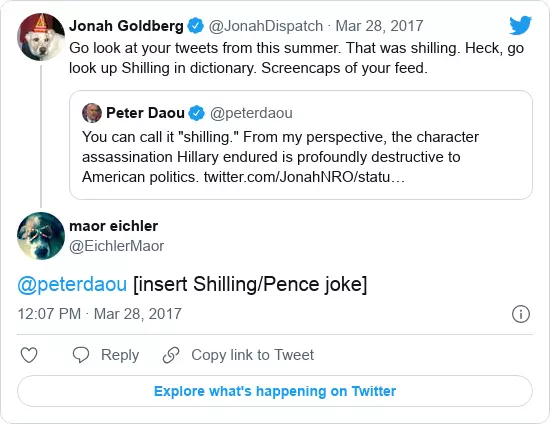 Jonah Goldberg @JonahDispatch · Mar 28, 2017
Go look at your tweets from this summer. That was shilling. Heck, go
look up Shilling in dictionary. Screencaps of your feed.
Peter Daou @peterdaou
You can call it "shilling." From my perspective, the character
assassination Hillary endured is profoundly destructive to
American politics. twitter.com/JonahNRO/statu…
maor eichler
@EichlerMaor
@peterdaou [insert Shilling/Pence joke]
12:07 PM · Mar 28, 2017
Reply Copy link to Tweet
Explore what's happening on Twitter